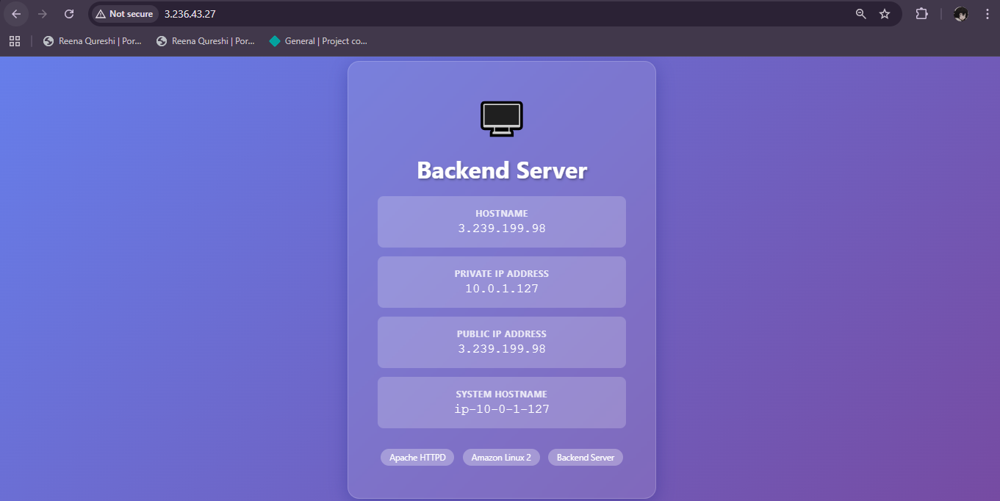 Not secure
3.236.43.27
Reena Qureshi | Por...
Reena Qureshi | Por...
General | Project co...
Backend Server
HOSTNAME
3.239.199.98
PRIVATE IP ADDRESS
10.0.1.127
PUBLIC IP ADDRESS
3.239.199.98
SYSTEM HOSTNAME
ip-10-0-1-127
Apache HTTPD
Amazon Linux 2
Backend Server